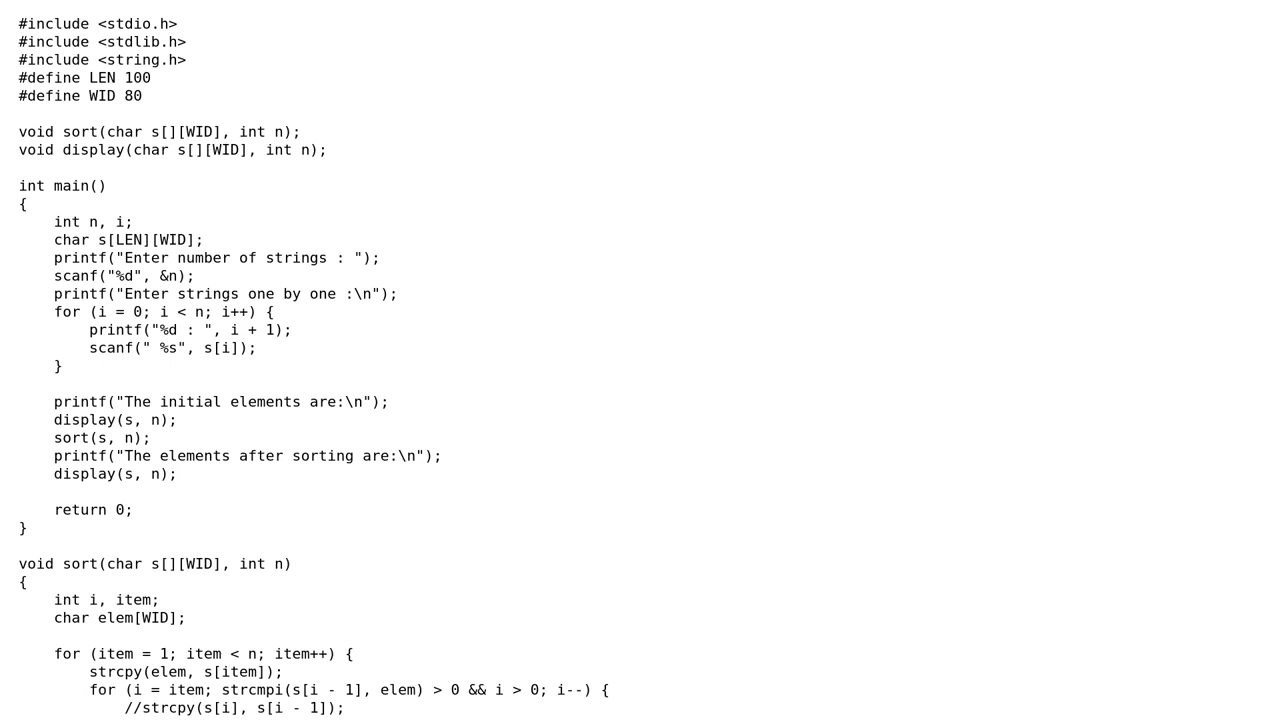 #include <stdio.h>
#include <stdlib.h>
#include <string.h>
#define LEN 100
#define WID 80

void sort(char s[][WID], int n);
void display(char s[][WID], int n);

int main()
{
    int n, i;
    char s[LEN][WID];
    printf("Enter number of strings : ");
    scanf("%d", &n);
    printf("Enter strings one by one :\n");
    for (i = 0; i < n; i++) {
        printf("%d : ", i + 1);
        scanf(" %s", s[i]);
    }

    printf("The initial elements are:\n");
    display(s, n);
    sort(s, n);
    printf("The elements after sorting are:\n");
    display(s, n);

    return 0;
}

void sort(char s[][WID], int n)
{
    int i, item;
    char elem[WID];

    for (item = 1; item < n; item++) {
        strcpy(elem, s[item]);
        for (i = item; strcmpi(s[i - 1], elem) > 0 && i > 0; i--) {
            //strcpy(s[i], s[i - 1]);